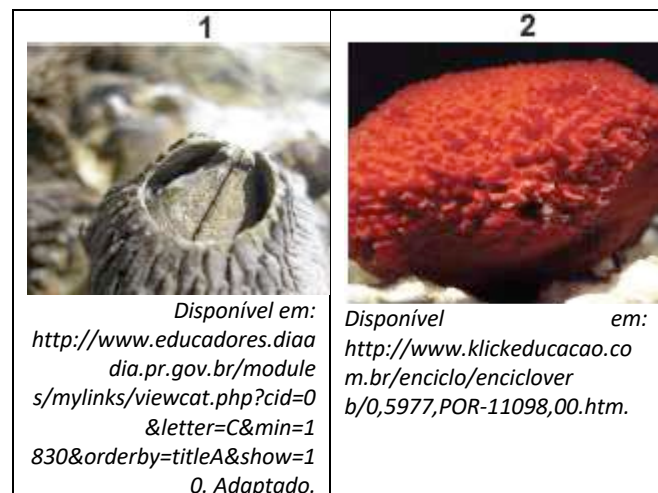 1
Disponível em:
http://www.educadores.diaa
dia.pr.gov.br/module
s/mylinks/viewcat.php?cid=0
&letter=C&min=1
830&orderby=titleA&show=1
0. Adaptado.
2
Disponível em:
http://www.klickeducacao.co
m.br/enciclo/enciclover
b/0,5977,POR-11098,00.htm.